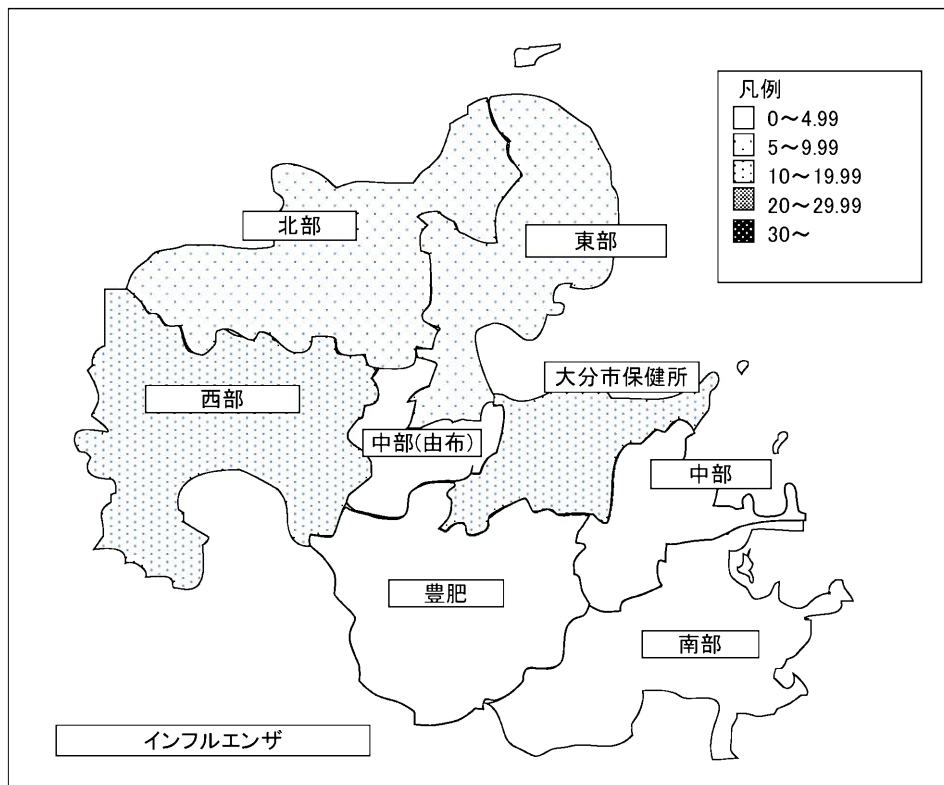 凡例
0～4.99
5～9.99
10～19.99
20～29.99
30～
北部
東部
大分市保健所
西部
中部(由布)
中部
豊肥
南部
インフルエンザ